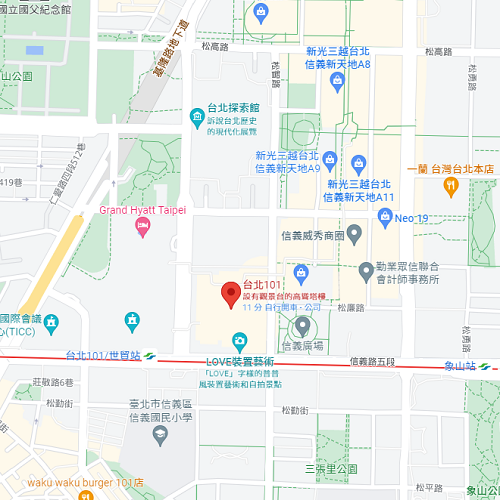 國立國父紀念館
松高路
基隆路地下道
新光三越台北
信義新天地A8
松智路
松勇路
山公園
台北探索館
訴說台北歷史
的現代化展覽
仁愛路四段512巷
419巷
新光三越台北
信義新天地A9
新光三越台北
信義新天地A11
一蘭 台灣台北本店
Grand Hyatt Taipei
Neo 19
信義威秀商圈
勤業眾信聯合
會計師事務所
台北101
設有觀景台的高聳塔樓
11 分 自行開車 - 公司
松廉路
國際會議
心(TICC)
信義廣場
松勇路
台北101/世貿站
LOVE裝置藝術
「LOVE」字樣的普普
風裝置藝術和自拍景點
信義路五段
象山站
莊敬路6巷
松勤街
臺北市信義區
信義國民小學
松勤街
三張里公園
waku waku burger 101店
松平路
象山公園